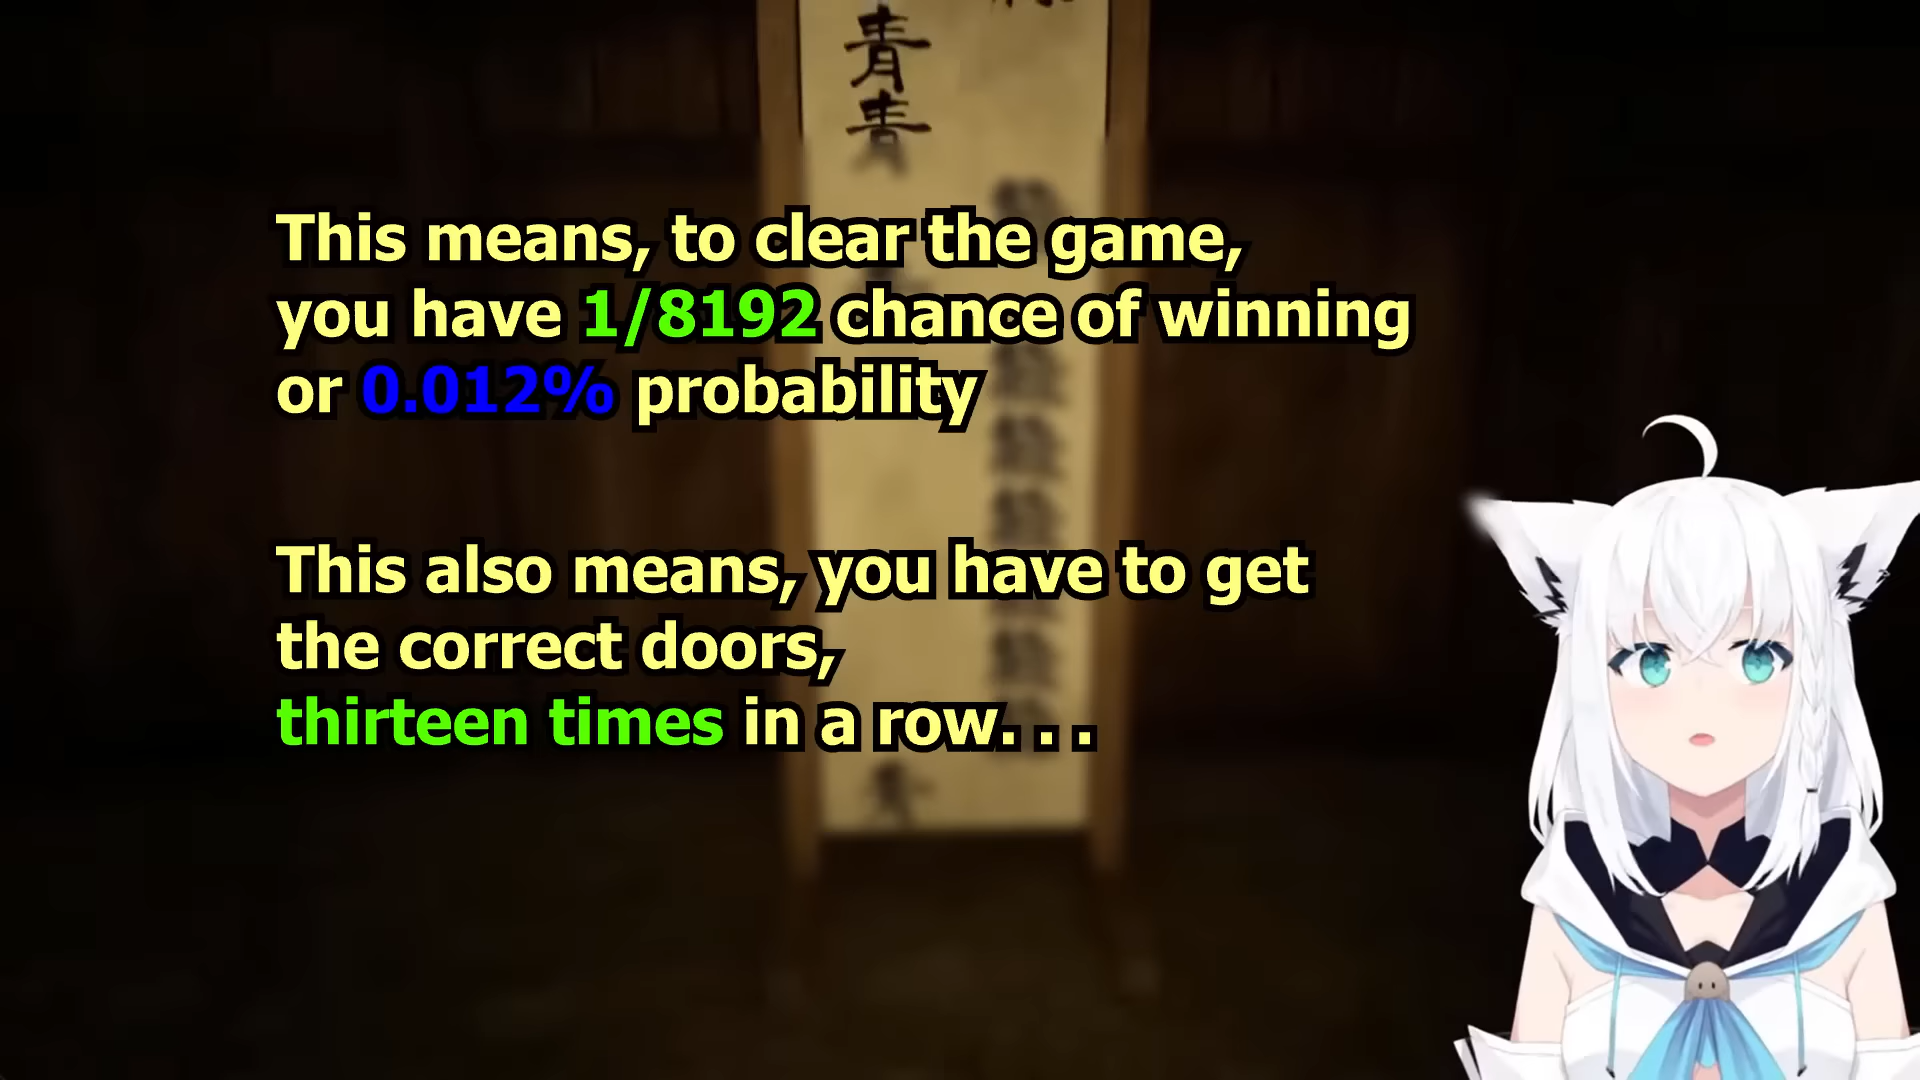 青
青
This means, to clear the game,
you have 1/8192 chance of winning
or 0.012% probability
This also means, you have to get
the correct doors,
thirteen times in a row. . .